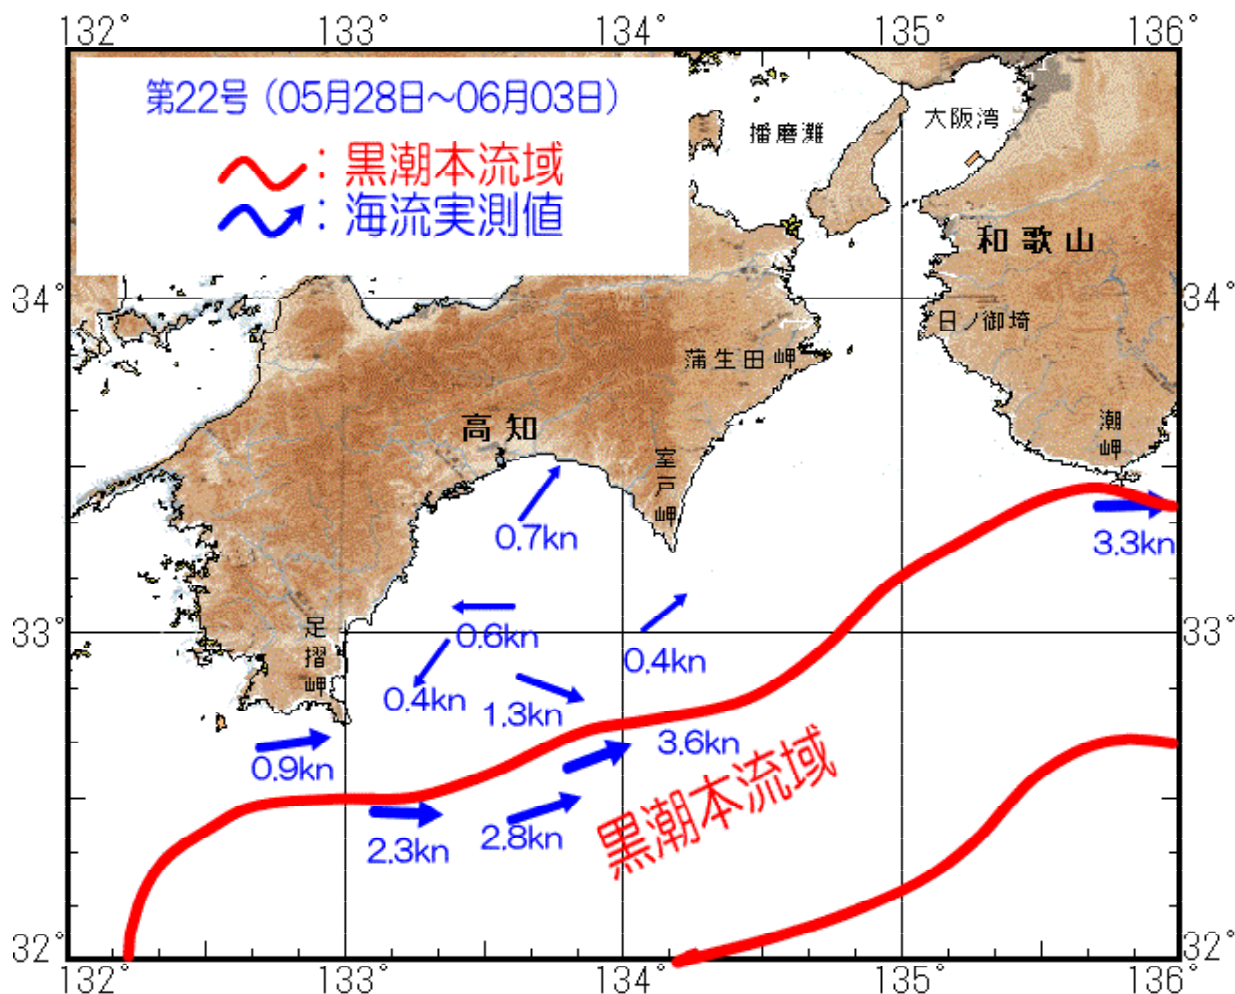 132° 133° 134° 135° 136°
第22号（05月28日～06月03日）
：黒潮本流域
：海流実測値
播磨灘
大阪湾
和歌山
34° 34°
日ノ御埼
蒲生田岬
高知
潮岬
室戸岬
0.7kn
3.3kn
33° 33°
足摺岬
0.6kn
0.4kn
0.4kn
1.3kn
3.6kn
0.9kn
黒潮本流域
2.3kn
2.8kn
32° 32°
132° 133° 134° 135° 136°